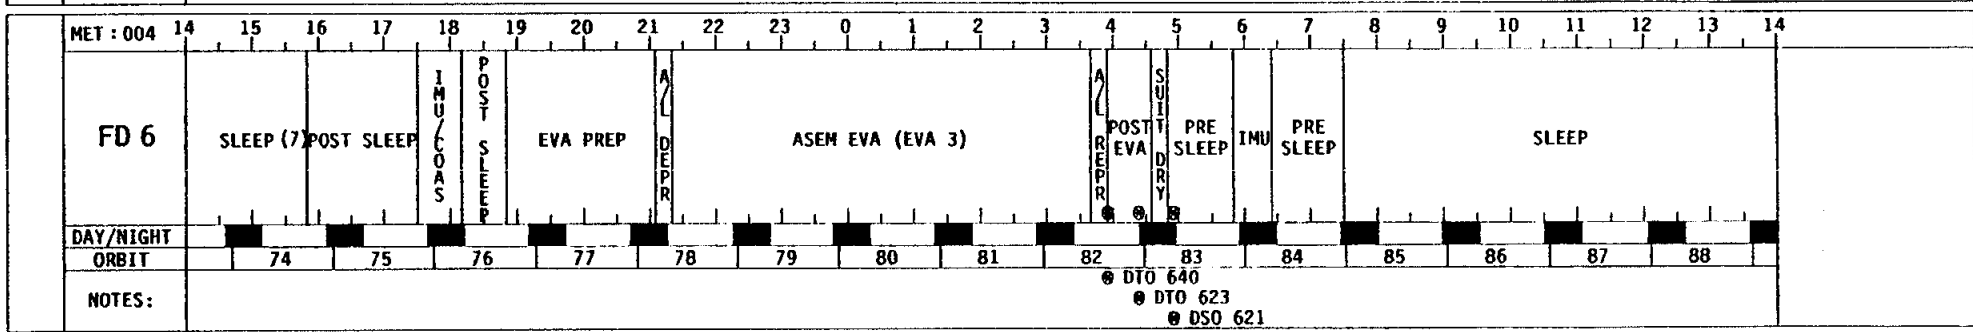 MET : 004 14 15 16 17 18 19 20 21 22 23 0 1 2 3 4 5 6 7 8 9 10 11 12 13 14
FD 6
SLEEP (7)
POST SLEEP
IMU/COAS
POST SLEEP
EVA PREP
A/L DEPR
ASEM EVA (EVA 3)
A/L REPR
POST
EVA
SUIT DRY
PRE
SLEEP
IMU
PRE
SLEEP
SLEEP
DAY/NIGHT
ORBIT 74 75 76 77 78 79 80 81 82 83 84 85 86 87 88
NOTES:
DTO 640
DTO 623
DSO 621